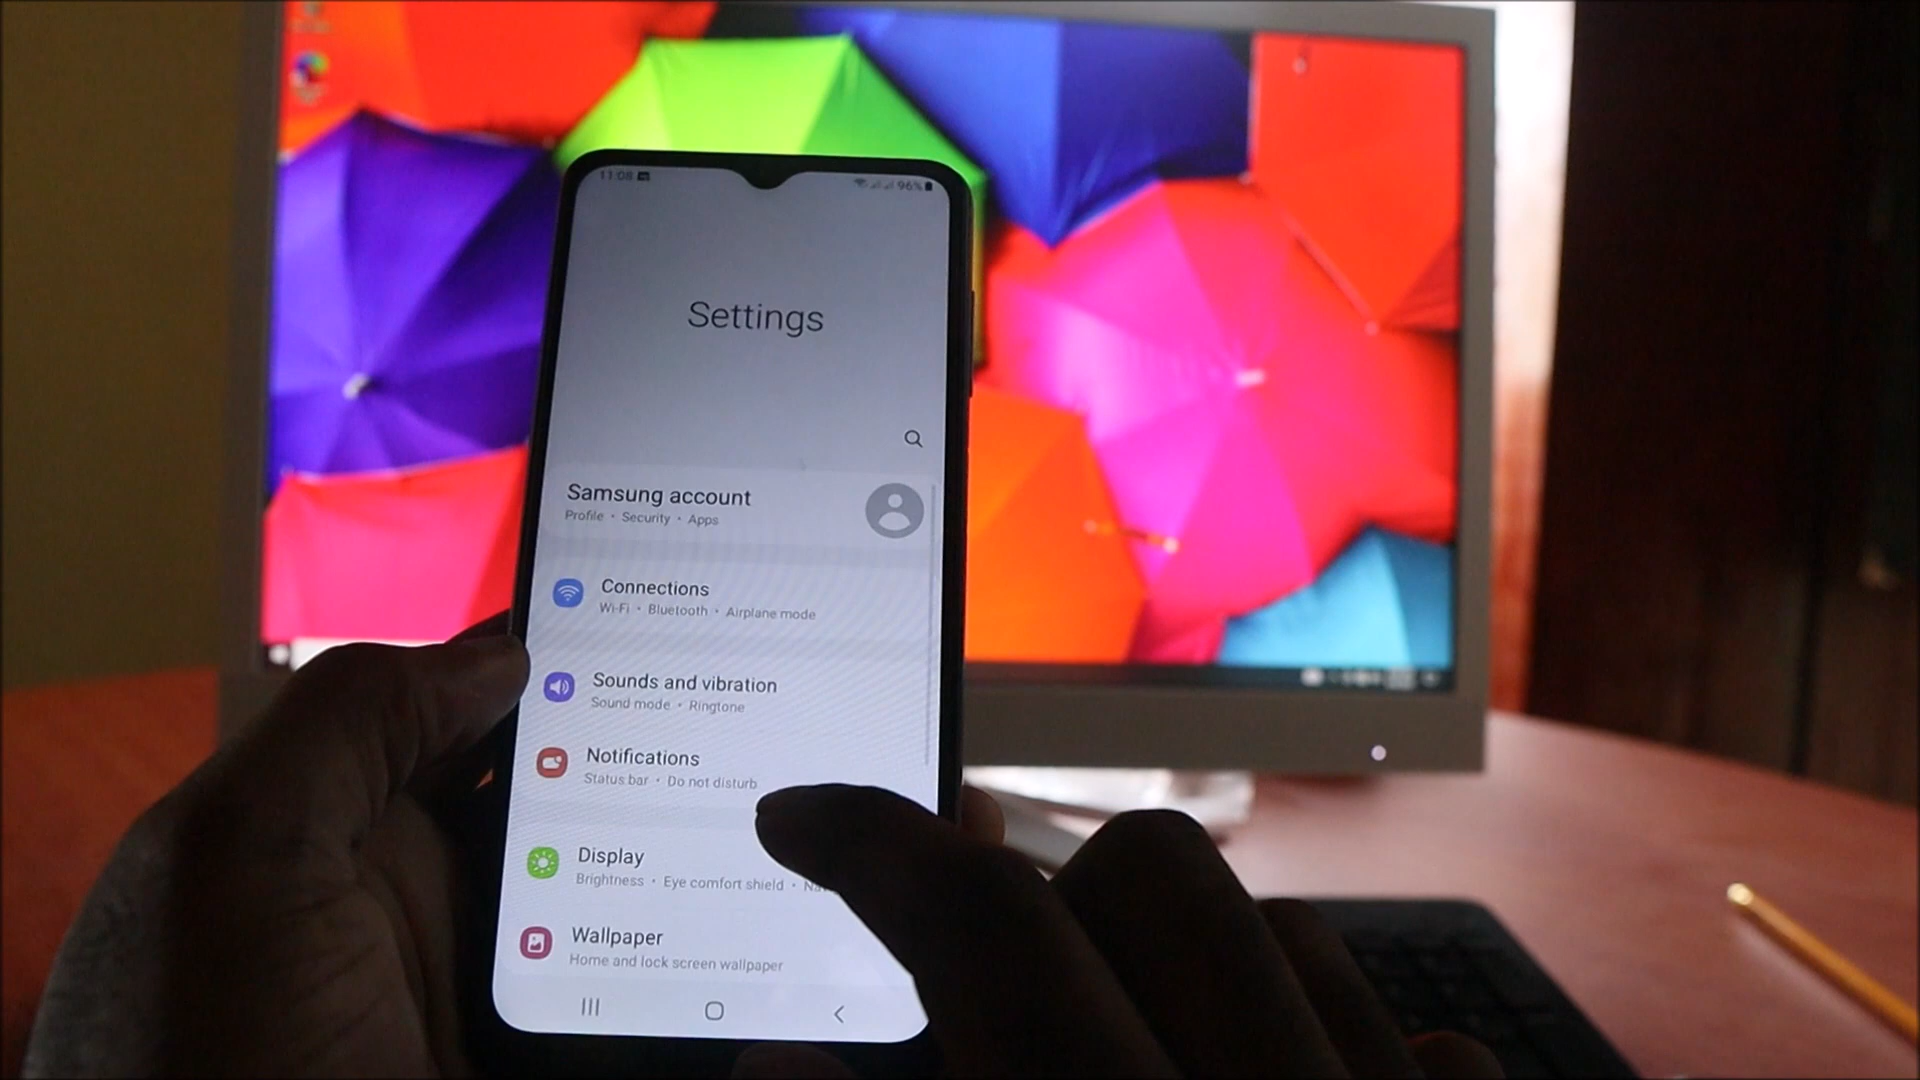 11:08
96%
Settings
Samsung account
Profile • Security • Apps
Connections
Wi-Fi • Bluetooth • Airplane mode
Sounds and vibration
Sound mode • Ringtone
Notifications
Status bar • Do not disturb
Display
Brightness • Eye comfort shield •
Wallpaper
Home and lock screen wallpaper